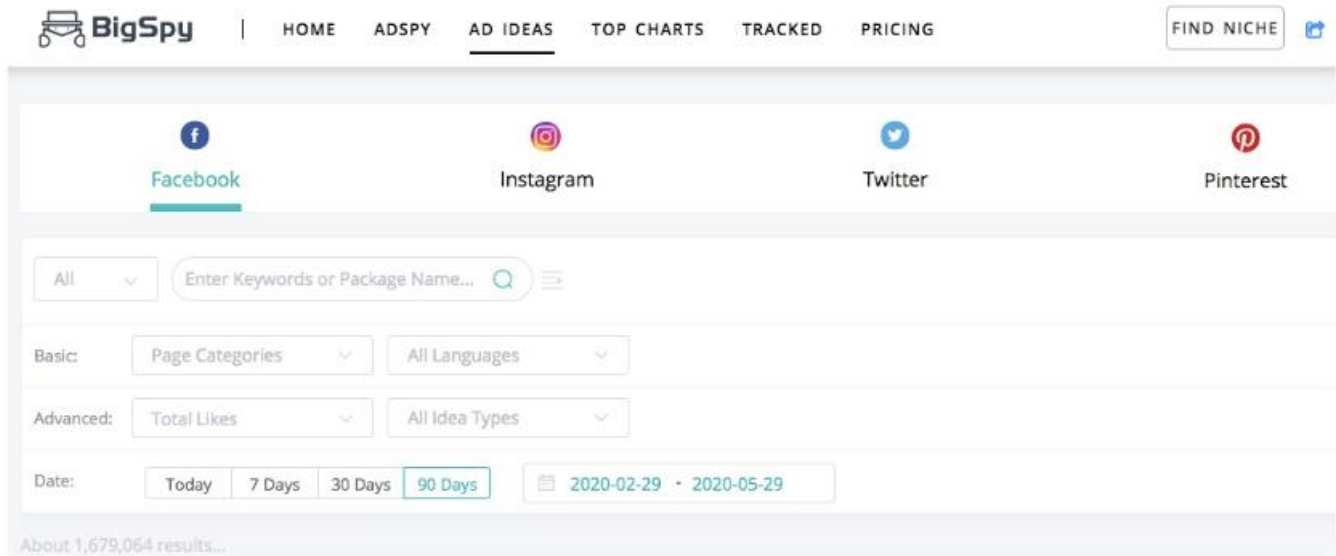 BigSpy | HOME ADSPY AD IDEAS TOP CHARTS TRACKED PRICING FIND NICHE
Facebook Instagram Twitter Pinterest
All Enter Keywords or Package Name...
Basic: Page Categories All Languages
Advanced: Total Likes All Idea Types
Date: Today 7 Days 30 Days 90 Days 2020-02-29 - 2020-05-29
About 1,679,064 results...